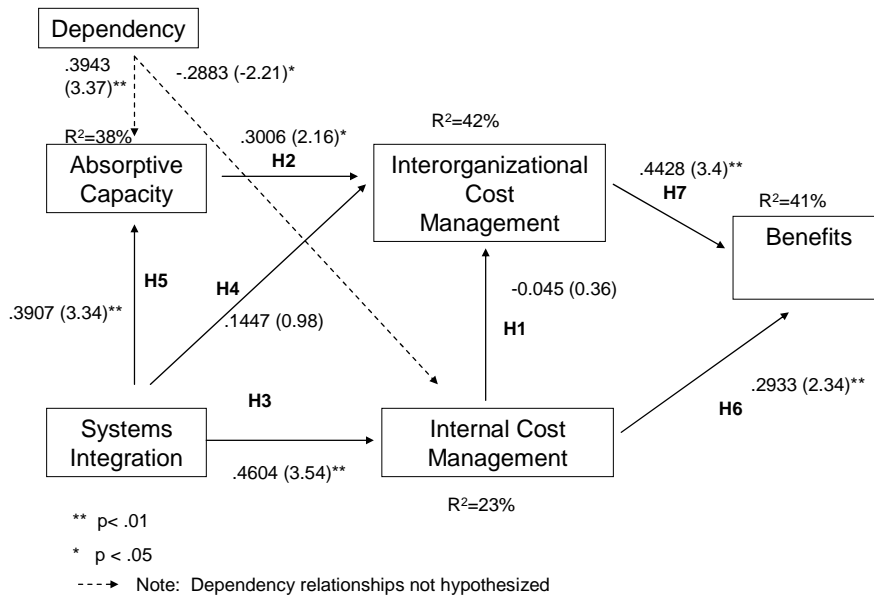 Dependency
.3943
(3.37)**
-.2883 (-2.21)*
R²=38%
.3006 (2.16)*
R²=42%
Absorptive
Capacity
H2
Interorganizational
Cost
Management
.4428 (3.4)**
H7
R²=41%
Benefits
H5
H4
.3907 (3.34)**
.1447 (0.98)
-0.045 (0.36)
H1
H3
.2933 (2.34)**
H6
Systems
Integration
Internal Cost
Management
.4604 (3.54)**
R²=23%
** p< .01
* p < .05
Note: Dependency relationships not hypothesized